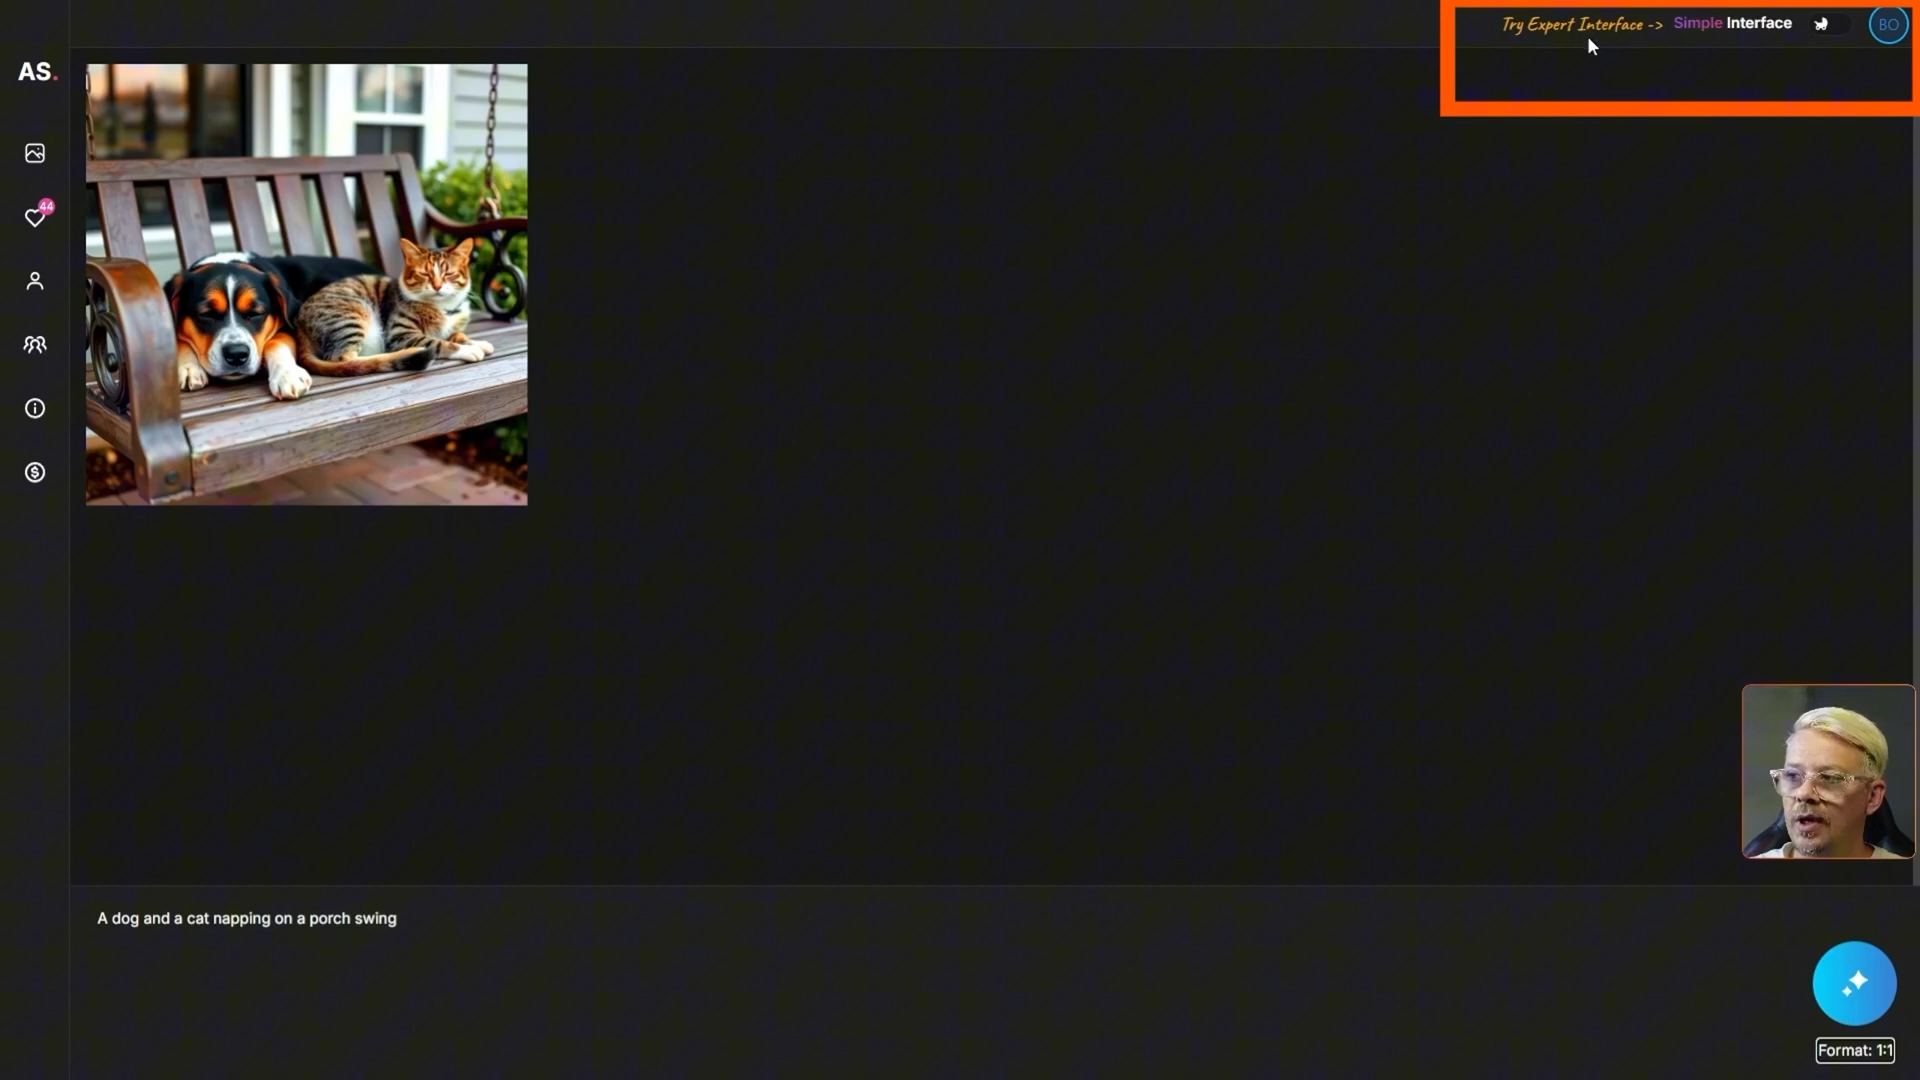 Try Expert Interface -> Simple Interface
BO
AS.
44
A dog and a cat napping on a porch swing
Format: 1:1